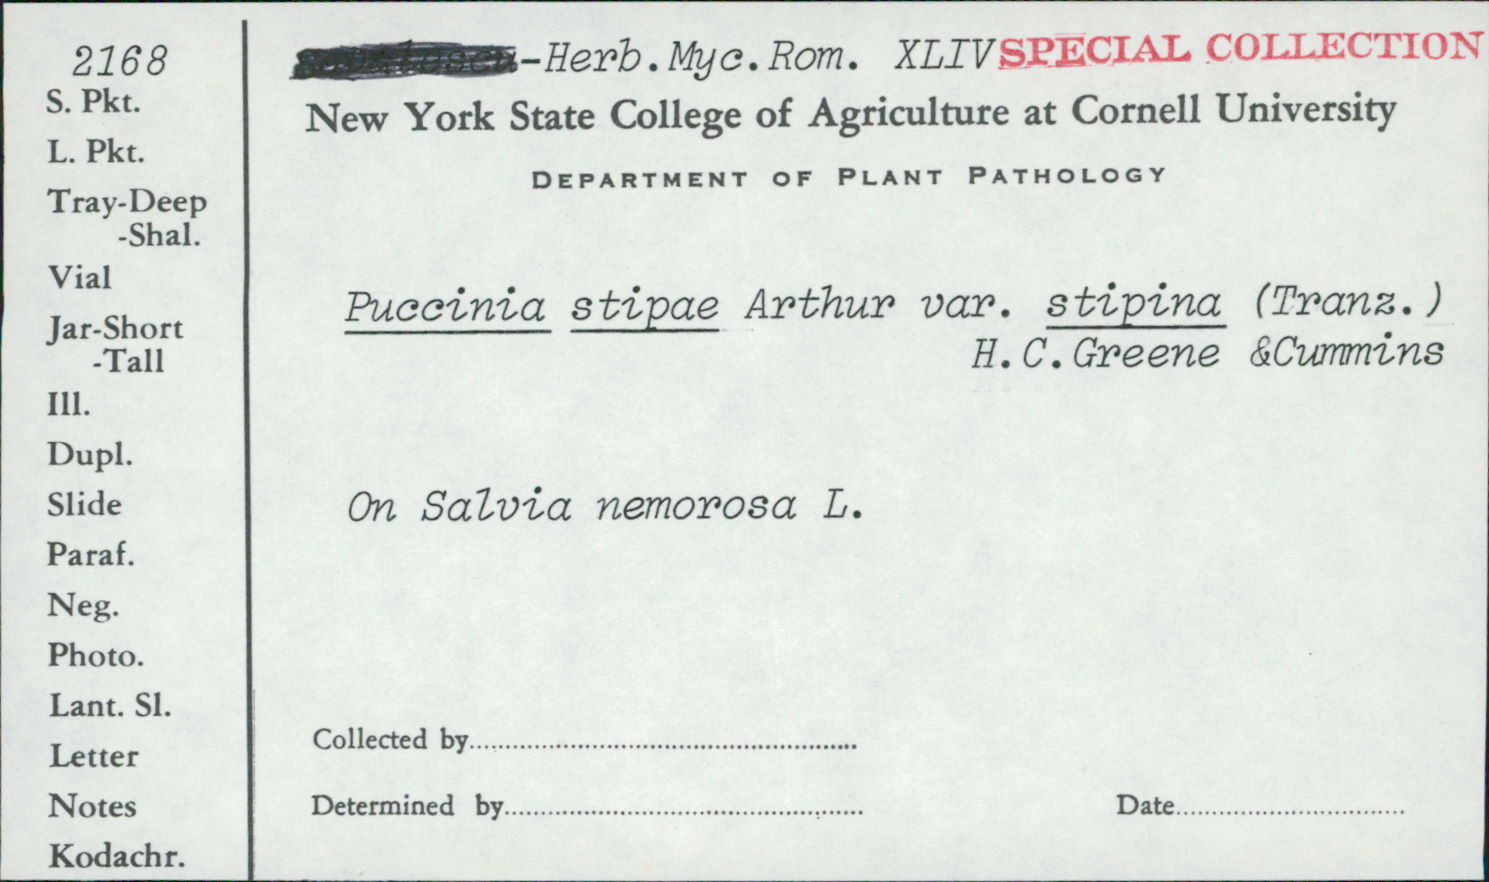 2168
S. Pkt.
L. Pkt.
Tray-Deep
-Shal.
Vial
Jar-Short
-Tall
Ill.
Dupl.
Slide
Paraf.
Neg.
Photo.
Lant. Sl.
Letter
Notes
Kodachr.
-Herb.Myc.Rom. XLIV SPECIAL COLLECTION
New York State College of Agriculture at Cornell University
DEPARTMENT OF PLANT PATHOLOGY
Puccinia stipae Arthur var. stipina (Tranz.)
H.C.Greene &Cummins
On Salvia nemorosa L.
Collected by
Determined by
Date